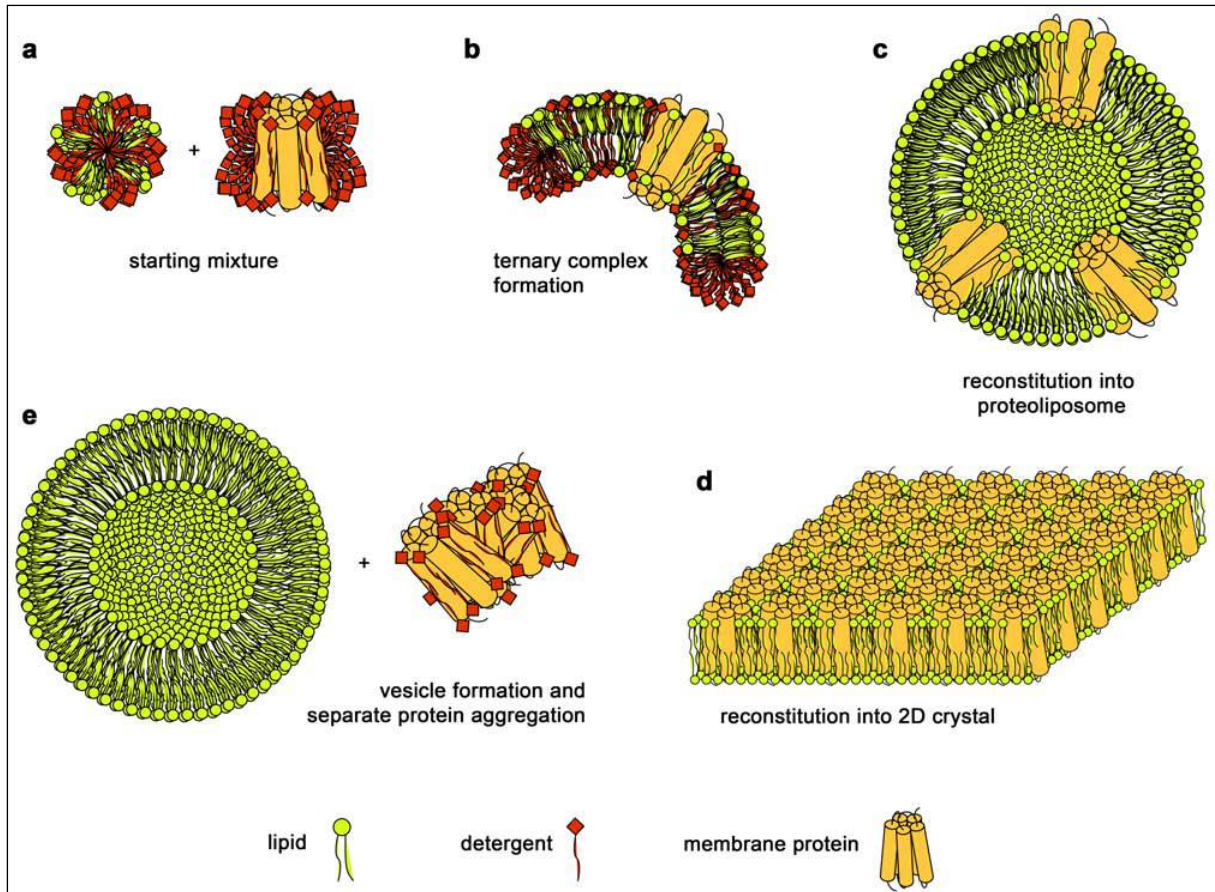 a
+
starting mixture
b
ternary complex
formation
c
reconstitution into
proteoliposome
e
+
vesicle formation and
separate protein aggregation
d
reconstitution into 2D crystal
lipid
detergent
membrane protein